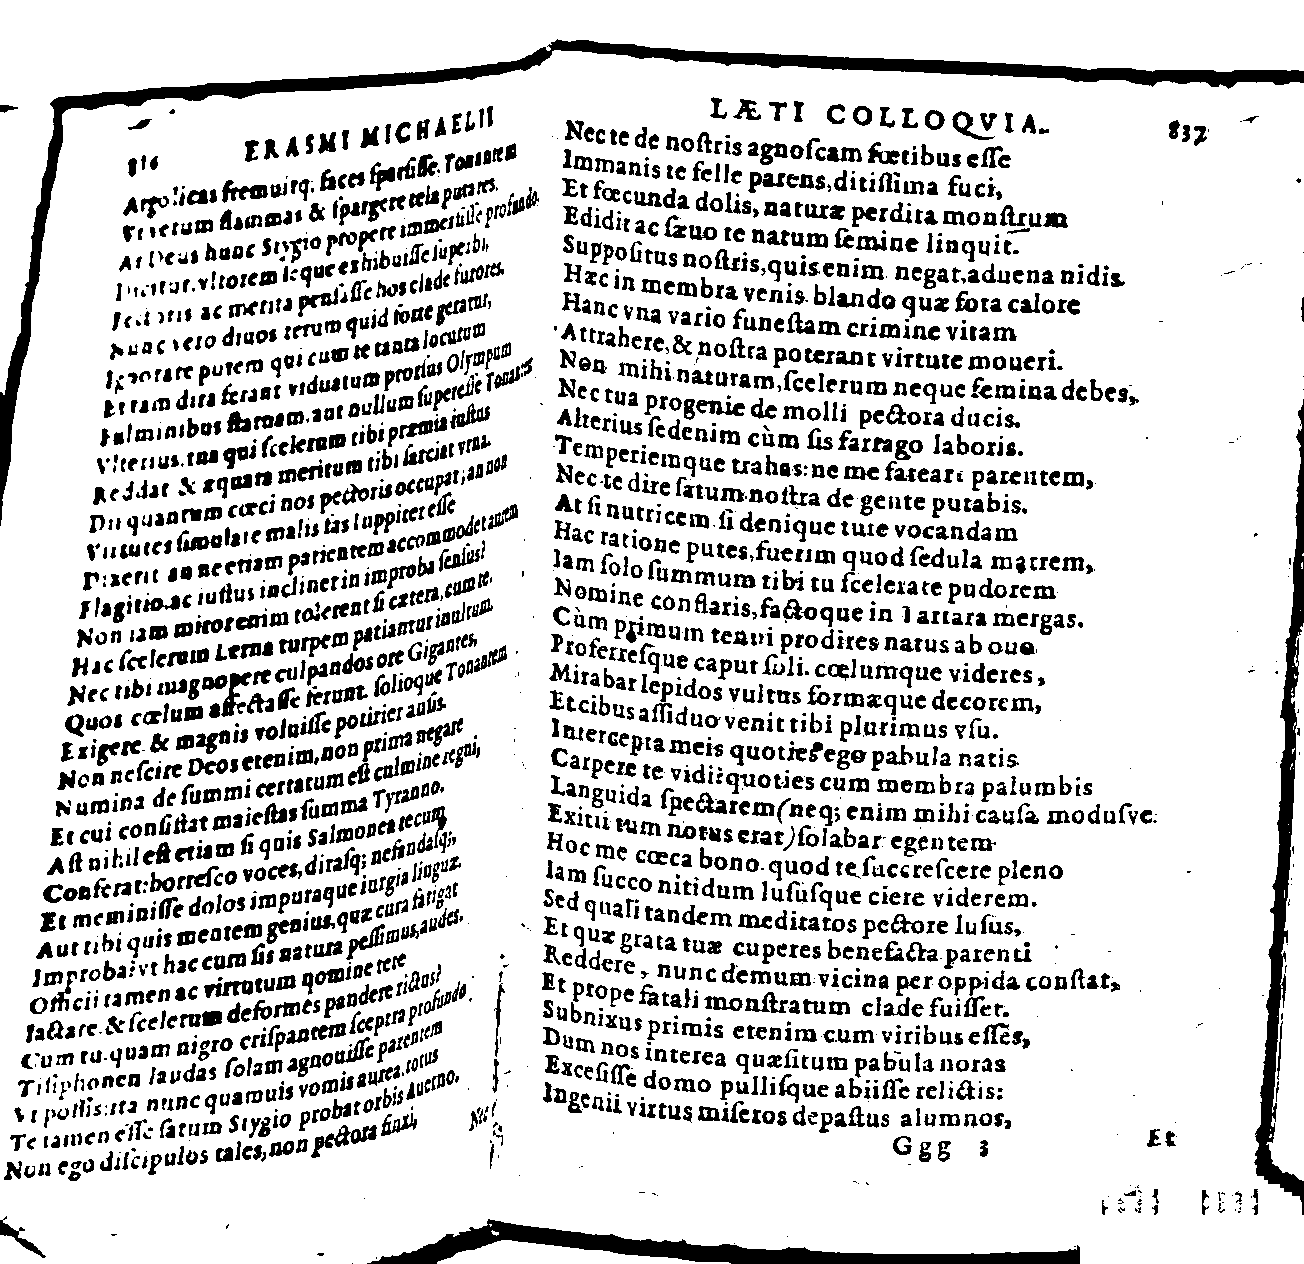 816 ERASMI MICHAELII
Argolicas fremuitq; faces sparsisse. Tonantem
Vt verum flammas & spargere tela putares.
At Deus hunc Stygio propere immersisse profundo.
Dicitur, vltorem seque exhibuisse superbi,
ac merita pensasse hos clade furores.
Nunc vero diuos rerum quid forte geratur,
Ignorare putem qui cum te tanta locutum
Et tam dira ferant viduatum prorsus Olympum
Fulminibus statuam, aut nullum superesse Tonantem
Vlterius, tua qui scelerum tibi præmia iustus
Reddat & æquara meritum tibi sarciat vrna.
Dii quantum cœci nos pectoris occupat; an non
Virtutes simulare malis fas Iuppiter esse
Dixerit an ne etiam patientem accommodet aurem
Flagitio, ac iustus inclinet in improba sensus?
Non iam miror enim tolerent si cætera, cum te,
Hac scelerum Lerna turpem patiantur inultum.
Nec tibi magnopere culpandos ore Gigantes,
Quos cœlum affectasse ferunt, solioque Tonantem
Exigere & magnis voluisse potirier ausis.
Non nescire Deos etenim, non prima negare
Numina de summi certatum est culmine regni,
Et cui consistat maiestas summa Tyranno.
Ast nihil est etiam si quis Salmonea tecum
Conferat: horresco voces, dirasq; nefandasq;,
Et meminisse dolos impuraque iurgia linguæ.
Aut tibi quis mentem genius, quæ cura fatigat
Improba? vt hac cum sis natura pessimus, audes,
Officii tamen ac virtutum nomine rere
Iactare, & scelerum deformes pandere rictus?
Cum tu, quam nigro crispantem sceptra profundo
Tisiphonen laudas solam agnouisse parentem
Vt possis: ita nunc quamuis vomis aurea, totus
Te tamen esse satum Stygio probat orbis Auerno.
Non ego discipulos tales, non pectora finxi,
Nec
LÆTI COLLOQVIA. 837
Nec te de nostris agnoscam fœtibus esse
Immanis te felle parens, ditissima fuci,
Et fœcunda dolis, naturæ perdita monstrum
Edidit ac sæuo te natum semine linquit.
Suppositus nostris, quis enim negat, aduena nidis
Hæc in membra venis blando quæ fota calore
Hanc vna vario funestam crimine vitam
Attrahere, & nostra poterant virtute moueri.
Non mihi naturam, scelerum neque semina debes,
Nec tua progenie de molli pectora ducis.
Alterius sed enim cùm sis farrago laboris.
Temperiemque trahas: ne me fateare parentem,
Nec te dire satum nostra de gente putabis.
At si nutricem si denique tute vocandam
Hac ratione putes, fuerim quod sedula matrem,
Iam solo summum tibi tu scelerate pudorem
Nomine conflaris, factoque in Tartara mergas.
Cùm primum tenui prodires natus ab ouo
Proferresque caput soli. cœlumque videres,
Mirabar lepidos vultus formæque decorem,
Et cibus assiduo venit tibi plurimus vsu.
Intercepta meis quoties ego pabula natis
Carpere te vidi? quoties cum membra palumbis
Languida spectarem (neq; enim mihi causa modusve.
Exitii tum notus erat) solabar egentem
Hoc me cœca bono quod te succrescere pleno
Iam succo nitidum lususque ciere viderem.
Sed quali tandem meditatos pectore lusus,
Et quæ grata tuæ cuperes benefacta parenti
Reddere, nunc demum vicina per oppida constat,
Et prope fatali monstratum clade fuisset.
Subnixus primis etenim cum viribus esses,
Dum nos interea quæsitum pabula noras
Excesisse domo pullisque abiisse relictis:
Ingenii virtus miseros depastus alumnos,
Ggg 3 Et